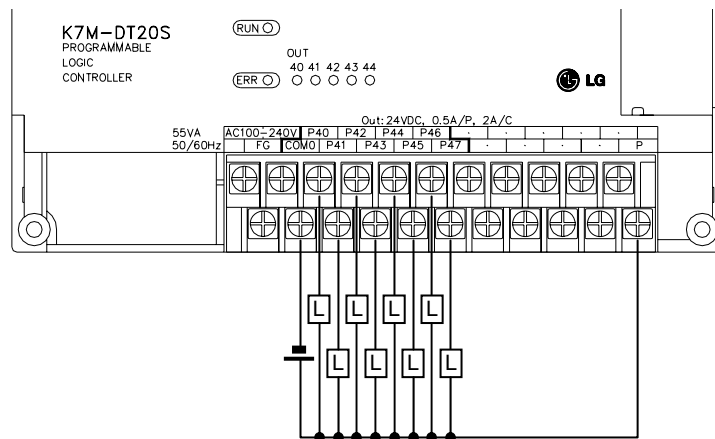 K7M-DT20S
PROGRAMMABLE
LOGIC
CONTROLLER
RUN
OUT
40 41 42 43 44
ERR
LG
Out:24VDC, 0.5A/P, 2A/C
55VA AC100-240V P40 P42 P44 P46 . . . . .
50/60Hz FG COM0 P41 P43 P45 P47 . . . . P
L L L L
L L L L